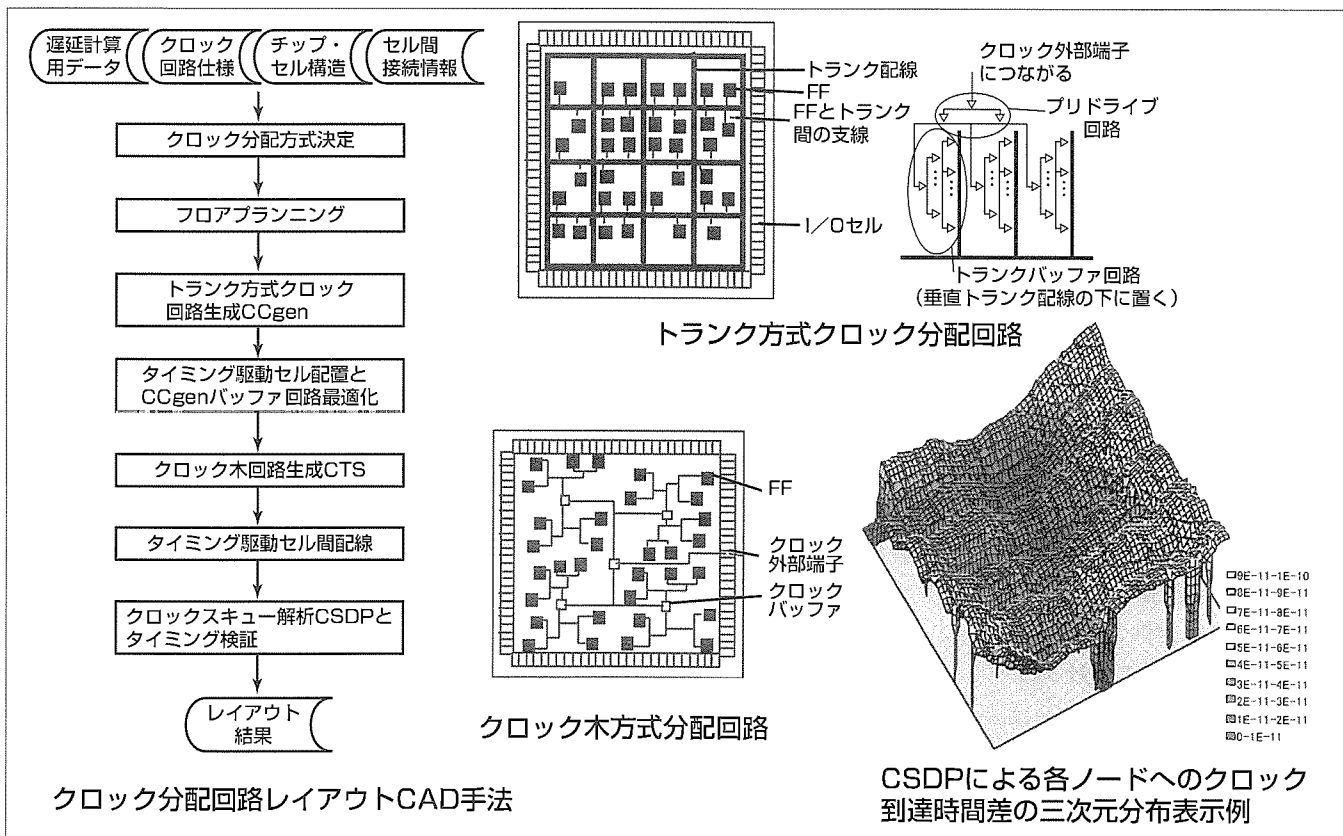 遅延計算
用データ
クロック
回路仕様
チップ・
セル構造
セル間
接続情報
クロック分配方式決定
フロアプランニング
トランク方式クロック
回路生成CCgen
タイミング駆動セル配置と
CCgenバッファ回路最適化
クロック木回路生成CTS
タイミング駆動セル間配線
クロックスキュー解析CSDPと
タイミング検証
レイアウト
結果
クロック分配回路レイアウトCAD手法
トランク配線
FF
FFとトランク
間の支線
I/Oセル
クロック外部端子
につながる
プリドライブ
回路
トランクバッファ回路
(垂直トランク配線の下に置く)
トランク方式クロック分配回路
FF
クロック
外部端子
クロック
バッファ
クロック木方式分配回路
9E-11-1E-10
8E-11-9E-11
7E-11-8E-11
6E-11-7E-11
5E-11-6E-11
4E-11-5E-11
3E-11-4E-11
2E-11-3E-11
1E-11-2E-11
0-1E-11
CSDPによる各ノードへのクロック
到達時間差の三次元分布表示例